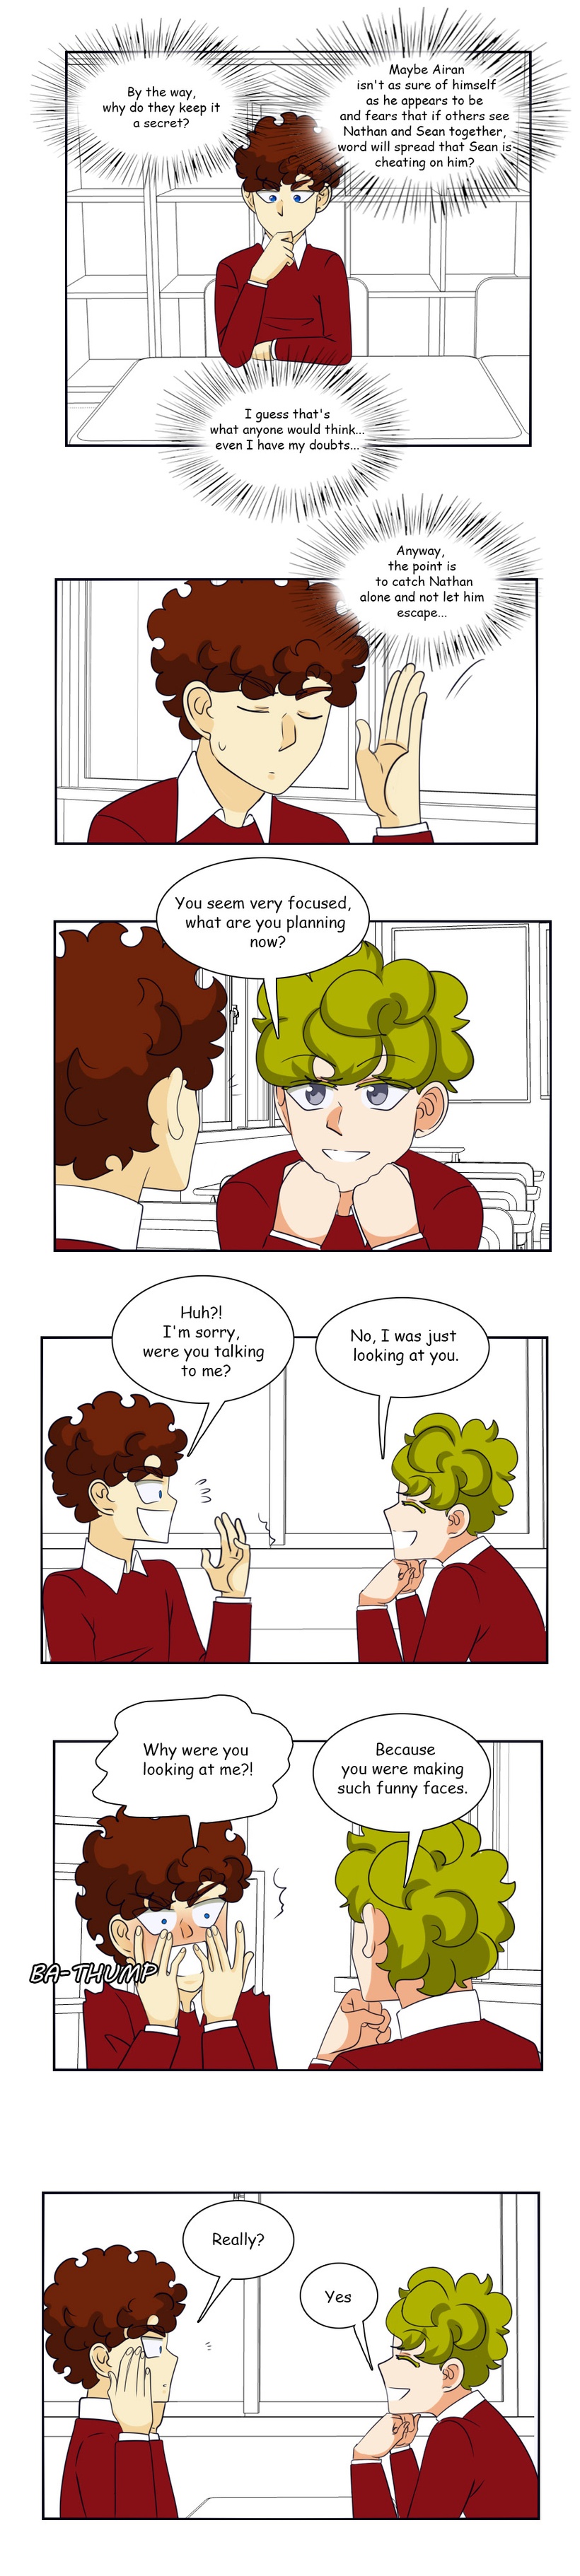 By the way,
why do they keep it
a secret?
Maybe Airan
isn't as sure of himself
as he appears to be
and fears that if others see
Nathan and Sean together,
word will spread that Sean is
cheating on him?
I guess that's
what anyone would think...
even I have my doubts...
Anyway,
the point is
to catch Nathan
alone and not let him
escape...
You seem very focused,
what are you planning
now?
Huh?!
I'm sorry,
were you talking
to me?
No, I was just
looking at you.
Why were you
looking at me?!
Because
you were making
such funny faces.
BA-THUMP
Really?
Yes